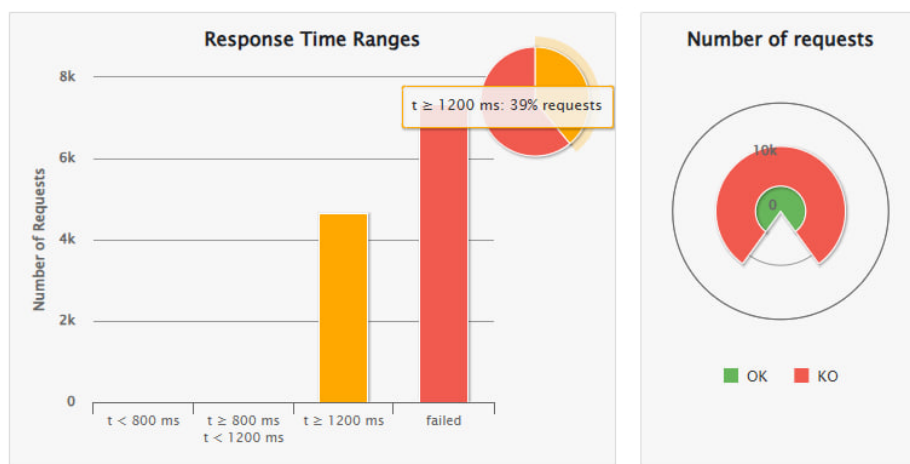 Response Time Ranges
Number of Requests
8k
6k
4k
2k
0
t < 800 ms
t ≥ 800 ms
t < 1200 ms
t ≥ 1200 ms
failed
t ≥ 1200 ms: 39% requests
Number of requests
10k
0
OK
KO